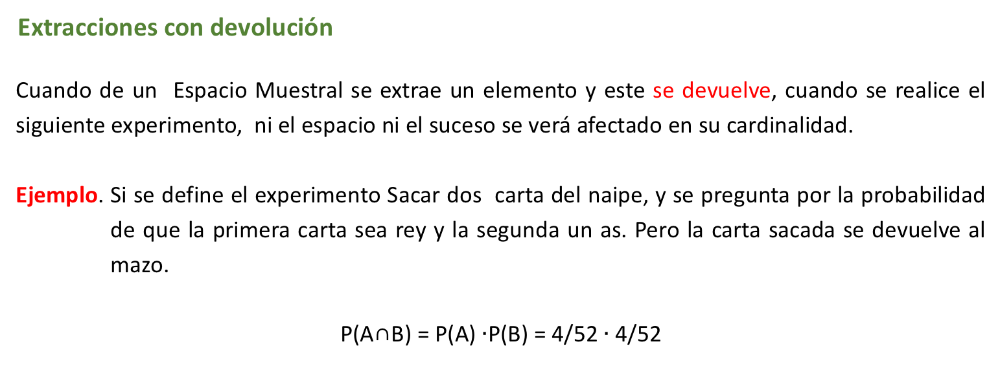 Extracciones con devolución
Cuando de un Espacio Muestral se extrae un elemento y este se devuelve, cuando se realice el
siguiente experimento, ni el espacio ni el suceso se verá afectado en su cardinalidad.
Ejemplo. Si se define el experimento Sacar dos carta del naipe, y se pregunta por la probabilidad
de que la primera carta sea rey y la segunda un as. Pero la carta sacada se devuelve al
mazo.
P(A∩B) = P(A) ·P(B) = 4/52 · 4/52